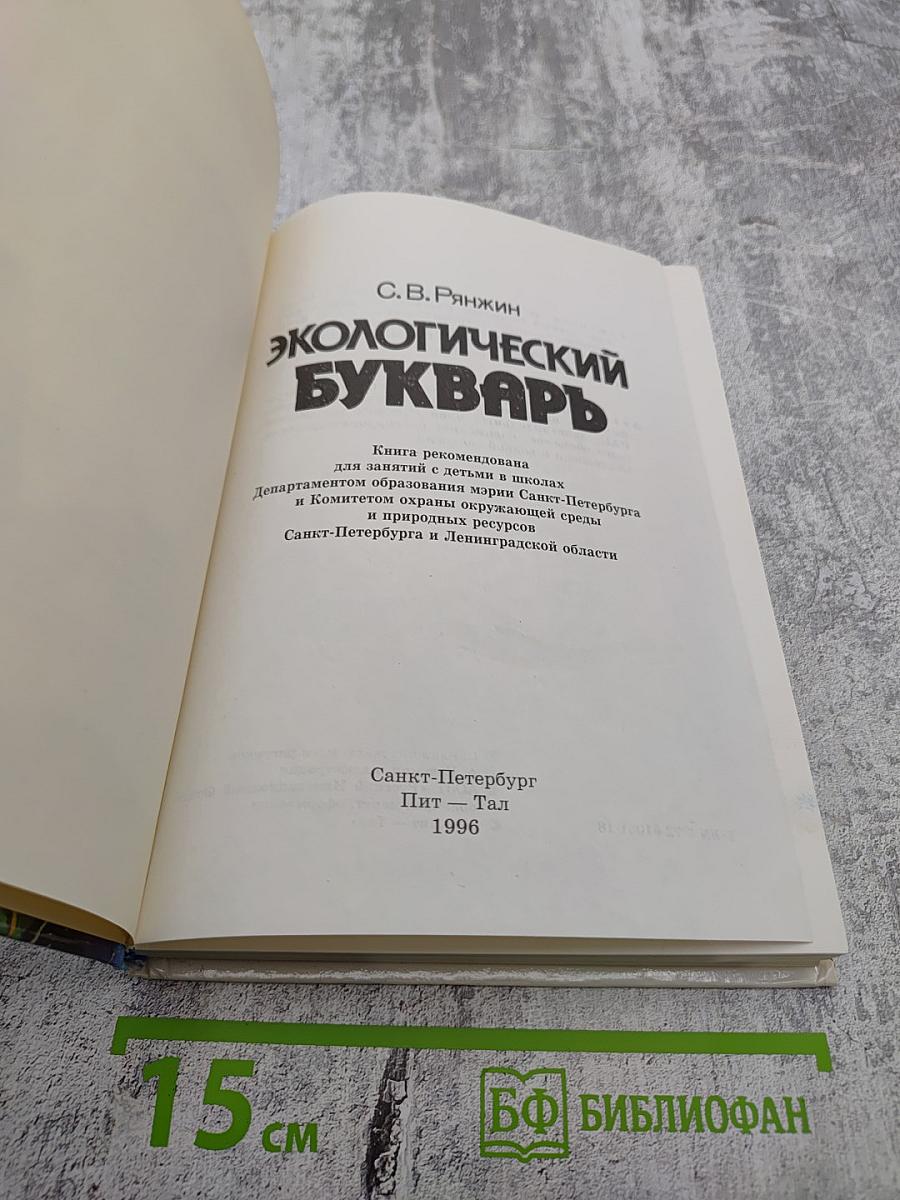 С. В. Рянжин
ЭКОЛОГИЧЕСКИЙ
БУКВАРЬ
Книга рекомендована
для занятий с детьми в школах
Департаментом образования мэрии Санкт-Петербурга
и Комитетом охраны окружающей среды
и природных ресурсов
Санкт-Петербурга и Ленинградской области
Санкт-Петербург
Пит — Тал
1996
15 см
БФ БИБЛИОФАН